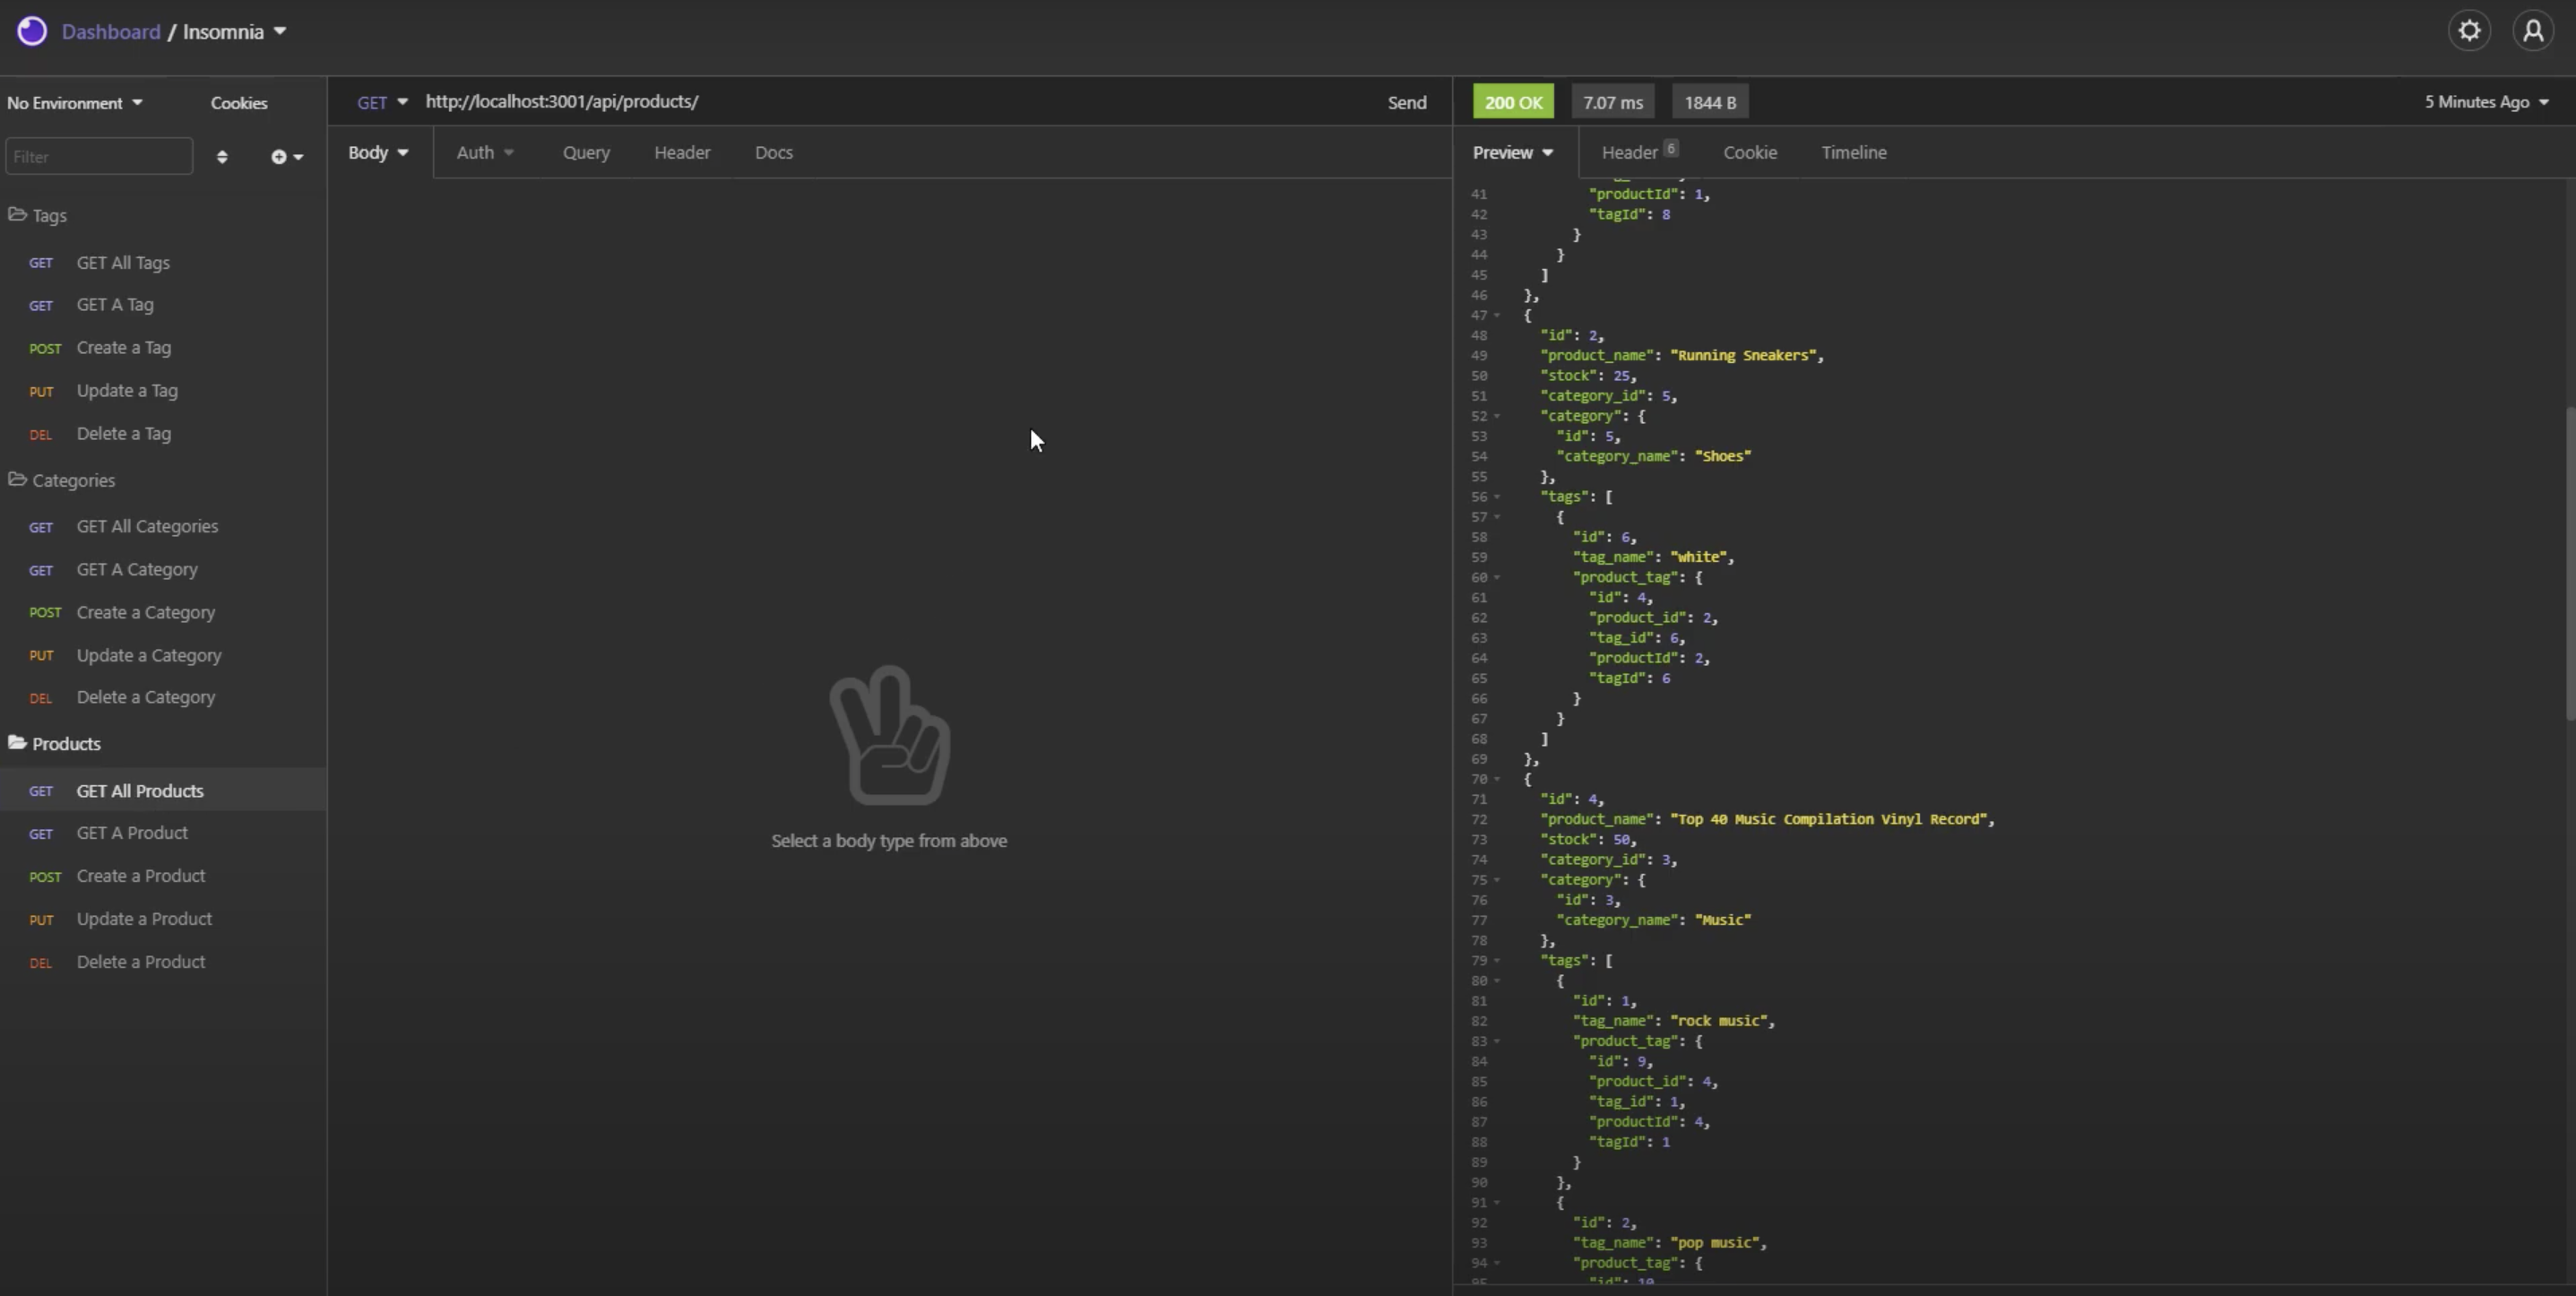 Dashboard / Insomnia
No Environment
Cookies
Filter
Tags
GET GET All Tags
GET GET A Tag
POST Create a Tag
PUT Update a Tag
DEL Delete a Tag
Categories
GET GET All Categories
GET GET A Category
POST Create a Category
PUT Update a Category
DEL Delete a Category
Products
GET GET All Products
GET GET A Product
POST Create a Product
PUT Update a Product
DEL Delete a Product
GET http://localhost:3001/api/products/ Send
Body Auth Query Header Docs
Select a body type from above
200 OK 7.07 ms 1844 B 5 Minutes Ago
Preview Header 6 Cookie Timeline
41 "productId": 1,
42 "tagId": 8
43 }
44 }
45 ]
46 },
47 {
48 "id": 2,
49 "product_name": "Running Sneakers",
50 "stock": 25,
51 "category_id": 5,
52 "category": {
53 "id": 5,
54 "category_name": "Shoes"
55 },
56 "tags": [
57 {
58 "id": 6,
59 "tag_name": "white",
60 "product_tag": {
61 "id": 4,
62 "product_id": 2,
63 "tag_id": 6,
64 "productId": 2,
65 "tagId": 6
66 }
67 }
68 ]
69 },
70 {
71 "id": 4,
72 "product_name": "Top 40 Music Compilation Vinyl Record",
73 "stock": 50,
74 "category_id": 3,
75 "category": {
76 "id": 3,
77 "category_name": "Music"
78 },
79 "tags": [
80 {
81 "id": 1,
82 "tag_name": "rock music",
83 "product_tag": {
84 "id": 9,
85 "product_id": 4,
86 "tag_id": 1,
87 "productId": 4,
88 "tagId": 1
89 }
90 },
91 {
92 "id": 2,
93 "tag_name": "pop music",
94 "product_tag": {
95 "id": 10